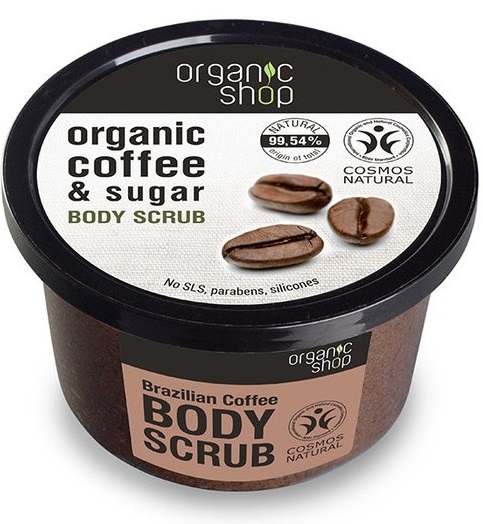 organic
shop
organic
coffee
& sugar
BODY SCRUB
NATURAL
99,54%
origin of total
COSMOS
NATURAL
No SLS, parabens, silicones
organic
shop
Brazilian Coffee
BODY
SCRUB
COSMOS
NATURAL